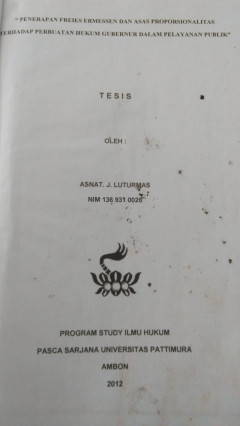 " PENERAPAN FREIES ERMESSEN DAN ASAS PROPORSIONALITAS
TERHADAP PERBUATAN HUKUM GUBERNUR DALAM PELAYANAN PUBLIK"
TESIS
OLEH :
ASNAT. J. LUTURMAS
NIM 136 931 0026
PROGRAM STUDY ILMU HUKUM
PASCA SARJANA UNIVERSITAS PATTIMURA
AMBON
2012